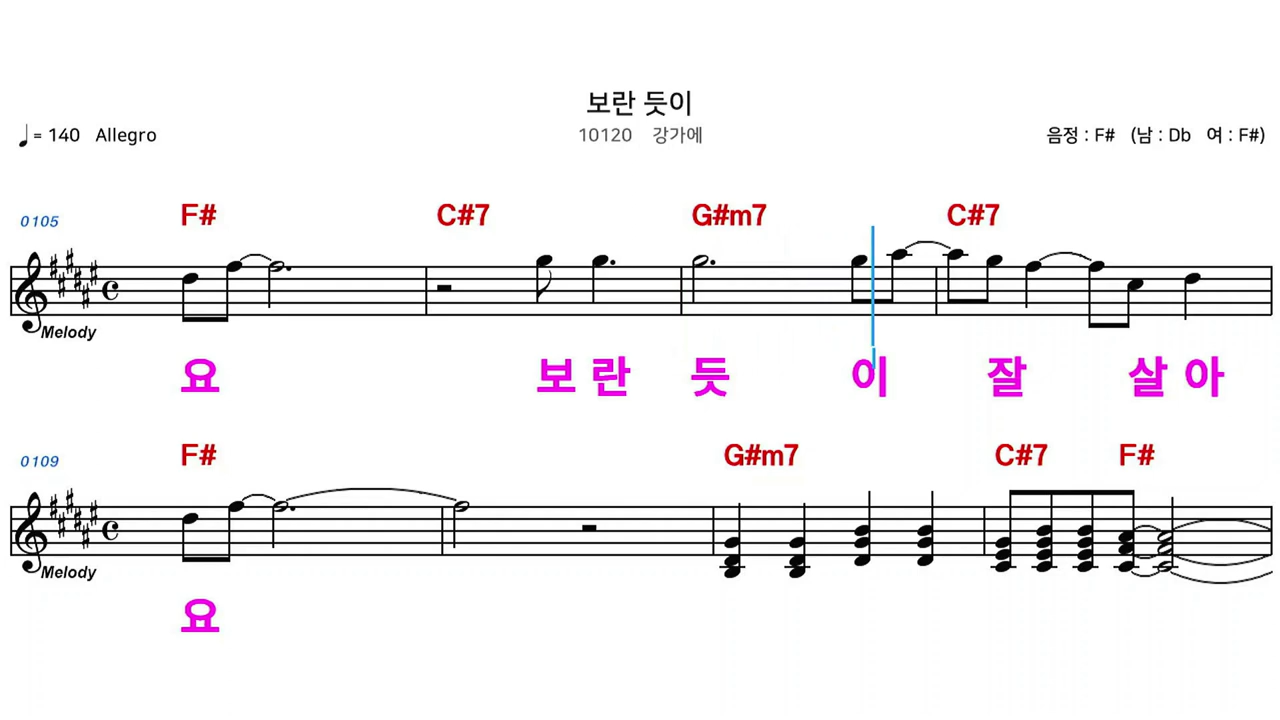 보란 듯이
♩= 140 Allegro
10120 강가에
음정 : F# (남 : Db 여 : F#)
0105 F# C#7 G#m7 C#7
Melody
요 보 란 듯 이 잘 살 아
0109 F# G#m7 C#7 F#
Melody
요